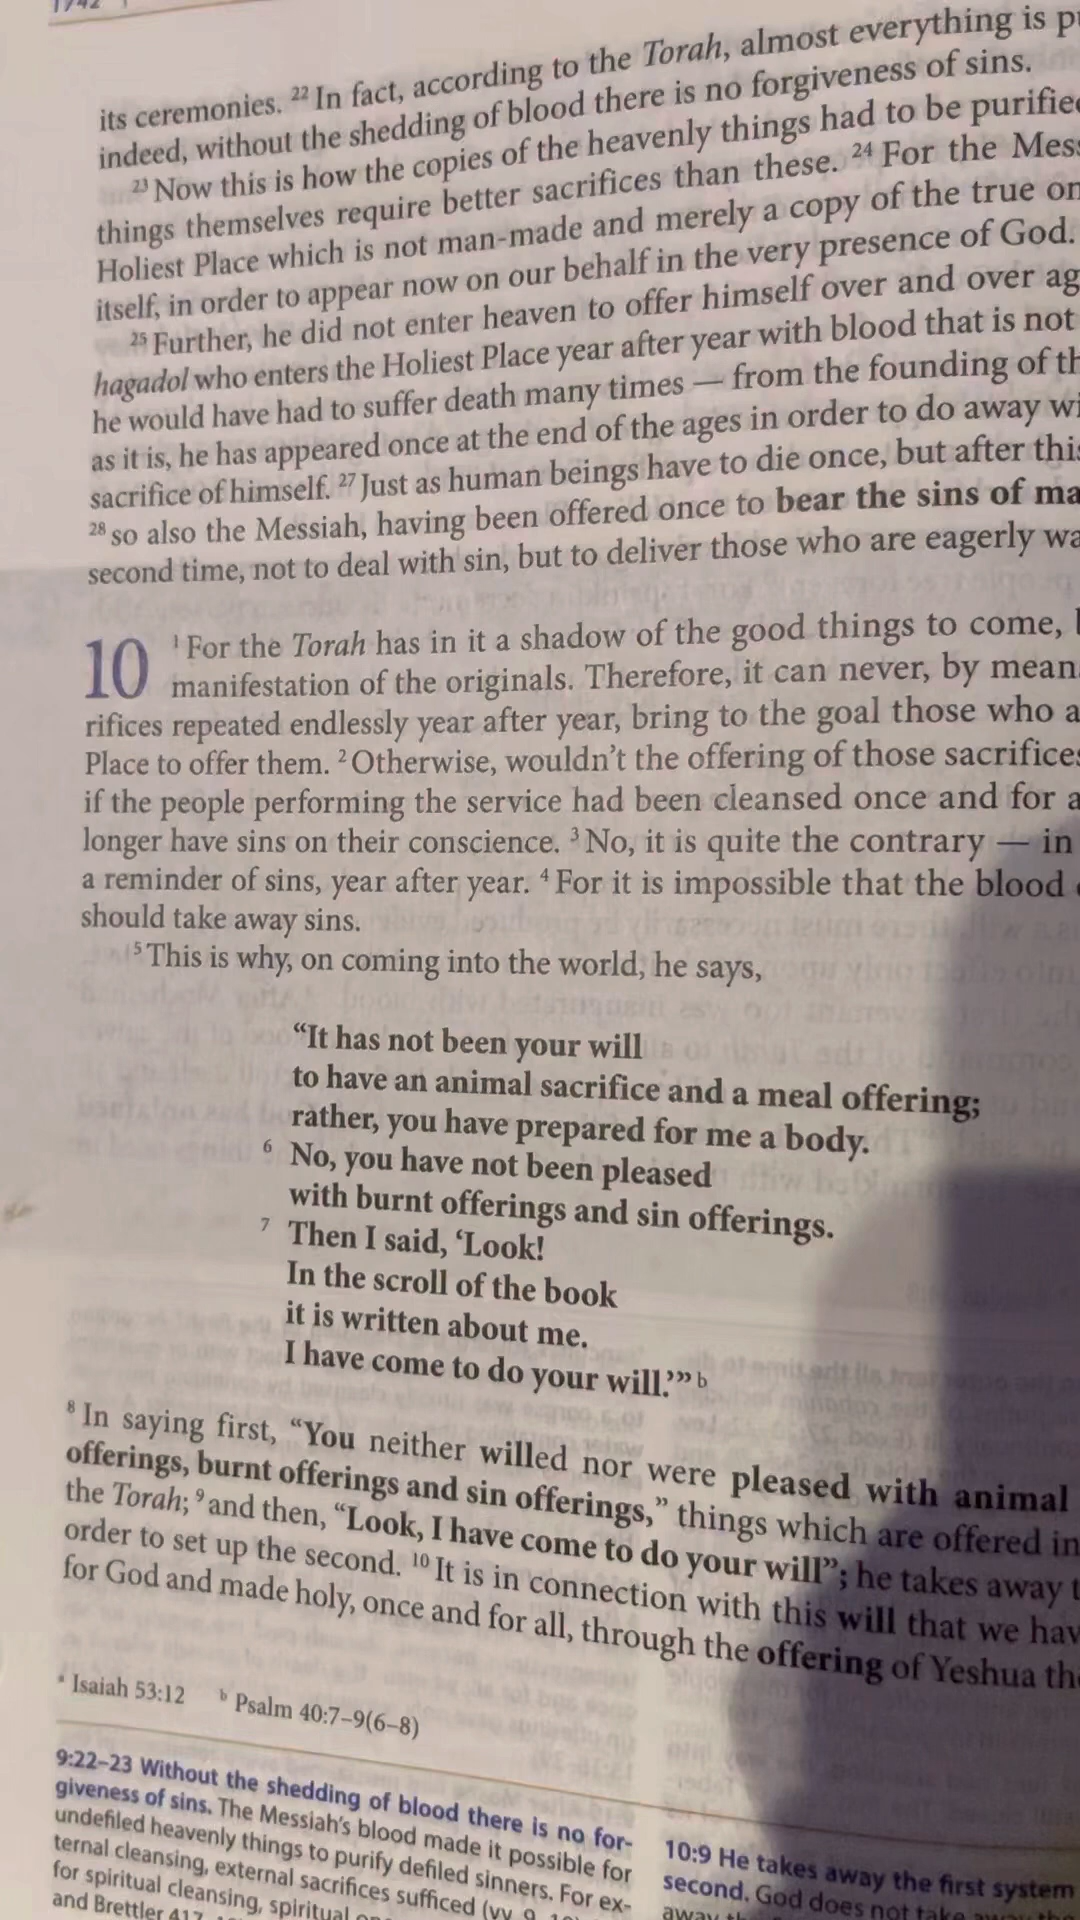 1742
its ceremonies. 22 In fact, according to the Torah, almost everything is
indeed, without the shedding of blood there is no forgiveness of sins.
23 Now this is how the copies of the heavenly things had to be
things themselves require better sacrifices than these. 24 For the
Holiest Place which is not man-made and merely a copy of the true
itself, in order to appear now on our behalf in the very presence of God.
25 Further, he did not enter heaven to offer himself over and over
hagadol who enters the Holiest Place year after year with blood that is not
he would have had to suffer death many times — from the founding of
as it is, he has appeared once at the end of the ages in order to do away
sacrifice of himself. 27 Just as human beings have to die once, but after
28 so also the Messiah, having been offered once to bear the sins of
second time, not to deal with sin, but to deliver those who are eagerly
10 1 For the Torah has in it a shadow of the good things to come,
manifestation of the originals. Therefore, it can never, by
rifices repeated endlessly year after year, bring to the goal those who
Place to offer them. 2 Otherwise, wouldn’t the offering of those
if the people performing the service had been cleansed once and for
longer have sins on their conscience. 3 No, it is quite the contrary — in
a reminder of sins, year after year. 4 For it is impossible that the blood
should take away sins.
5 This is why, on coming into the world, he says,
“It has not been your will
to have an animal sacrifice and a meal offering;
rather, you have prepared for me a body.
6 No, you have not been pleased
with burnt offerings and sin offerings.
7 Then I said, ‘Look!
In the scroll of the book
it is written about me.
I have come to do your will.’” b
8 In saying first, “You neither willed nor were pleased with animal
offerings, burnt offerings and sin offerings,” things which are offered in
the Torah; 9 and then, “Look, I have come to do your will”; he takes away
order to set up the second. 10 It is in connection with this will that we
for God and made holy, once and for all, through the offering of Yeshua
a Isaiah 53:12 b Psalm 40:7–9(6–8)
9:22–23 Without the shedding of blood there is no for-
giveness of sins. The Messiah’s blood made it possible for
undefiled heavenly things to purify defiled sinners. For ex-
ternal cleansing, external sacrifices sufficed (vv. 9,
for spiritual cleansing, spiritual
and Brettler 417
10:9 He takes away the first system
second. God does not take